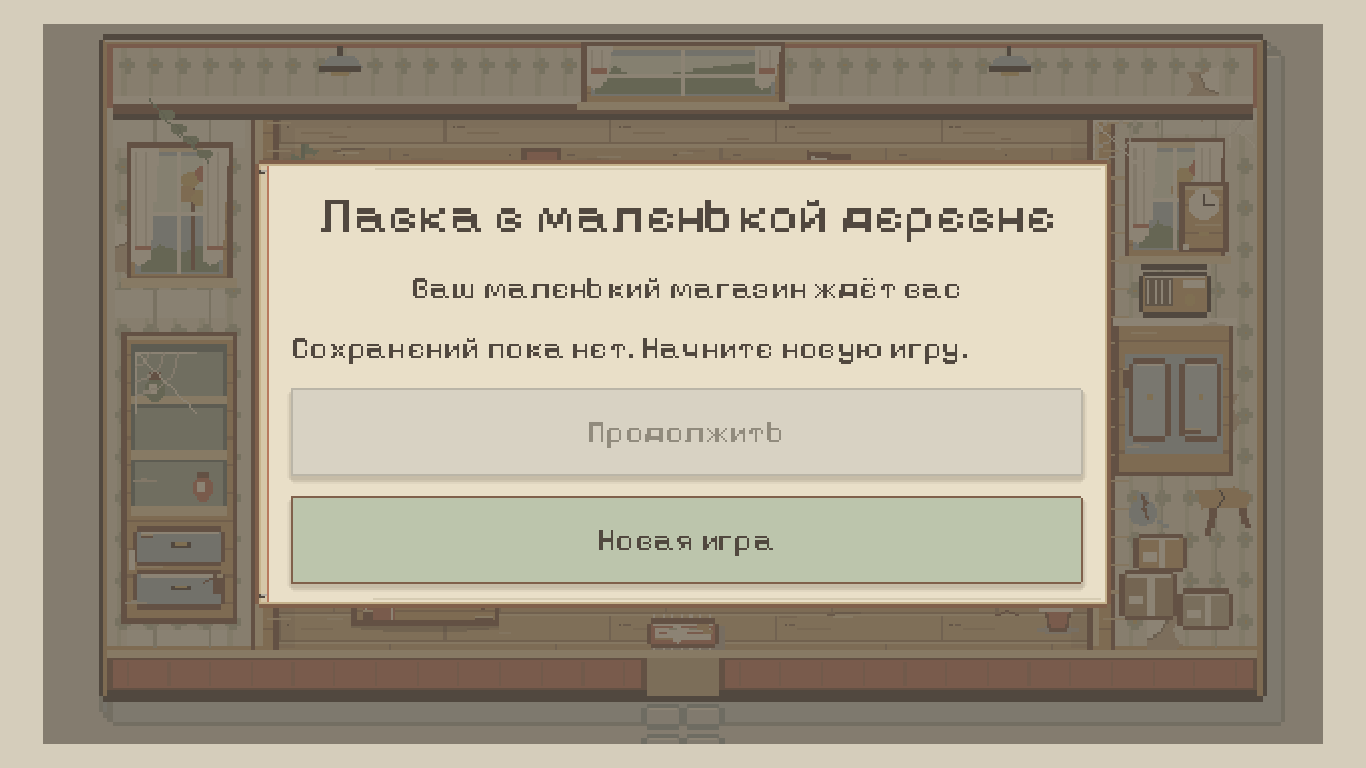 Лавка в маленькой деревне
Ваш маленький магазин ждёт вас
Сохранений пока нет. Начните новую игру.
Продолжить
Новая игра